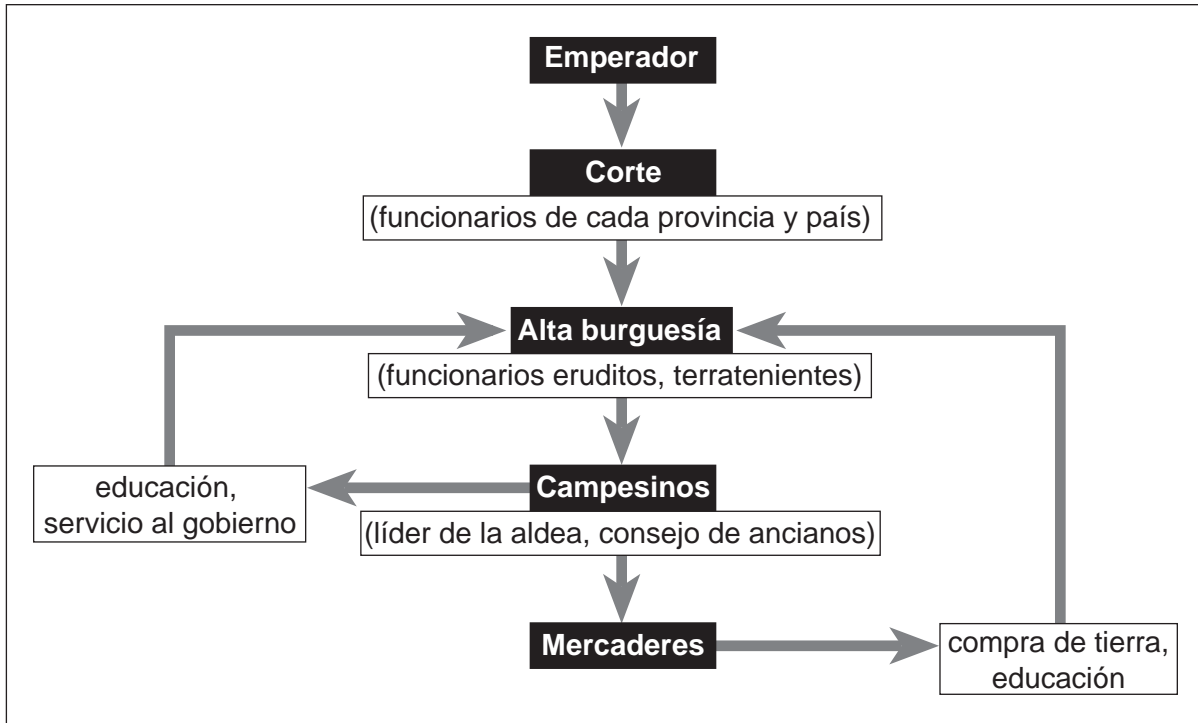 Emperador
Corte
(funcionarios de cada provincia y país)
Alta burguesía
(funcionarios eruditos, terratenientes)
educación,
servicio al gobierno
Campesinos
(líder de la aldea, consejo de ancianos)
Mercaderes
compra de tierra,
educación